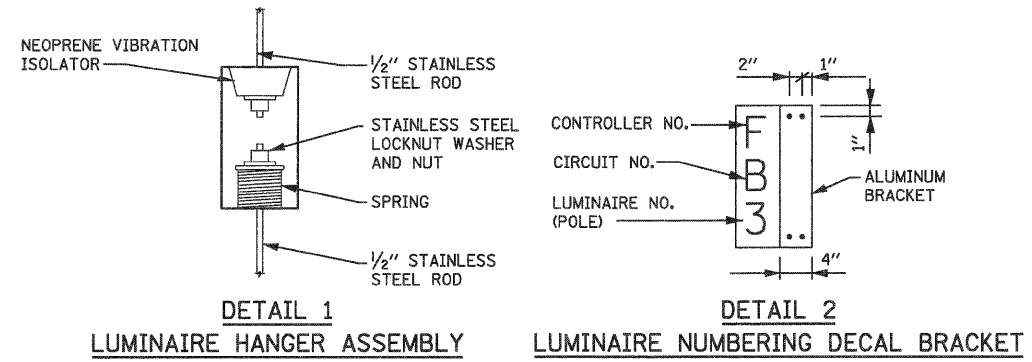 NEOPRENE VIBRATION
ISOLATOR
1/2" STAINLESS
STEEL ROD
STAINLESS STEEL
LOCKNUT WASHER
AND NUT
SPRING
1/2" STAINLESS
STEEL ROD
DETAIL 1
LUMINAIRE HANGER ASSEMBLY
2" 1"
1"
CONTROLLER NO.
F
CIRCUIT NO.
B
LUMINAIRE NO.
(POLE)
3
ALUMINUM
BRACKET
4"
DETAIL 2
LUMINAIRE NUMBERING DECAL BRACKET